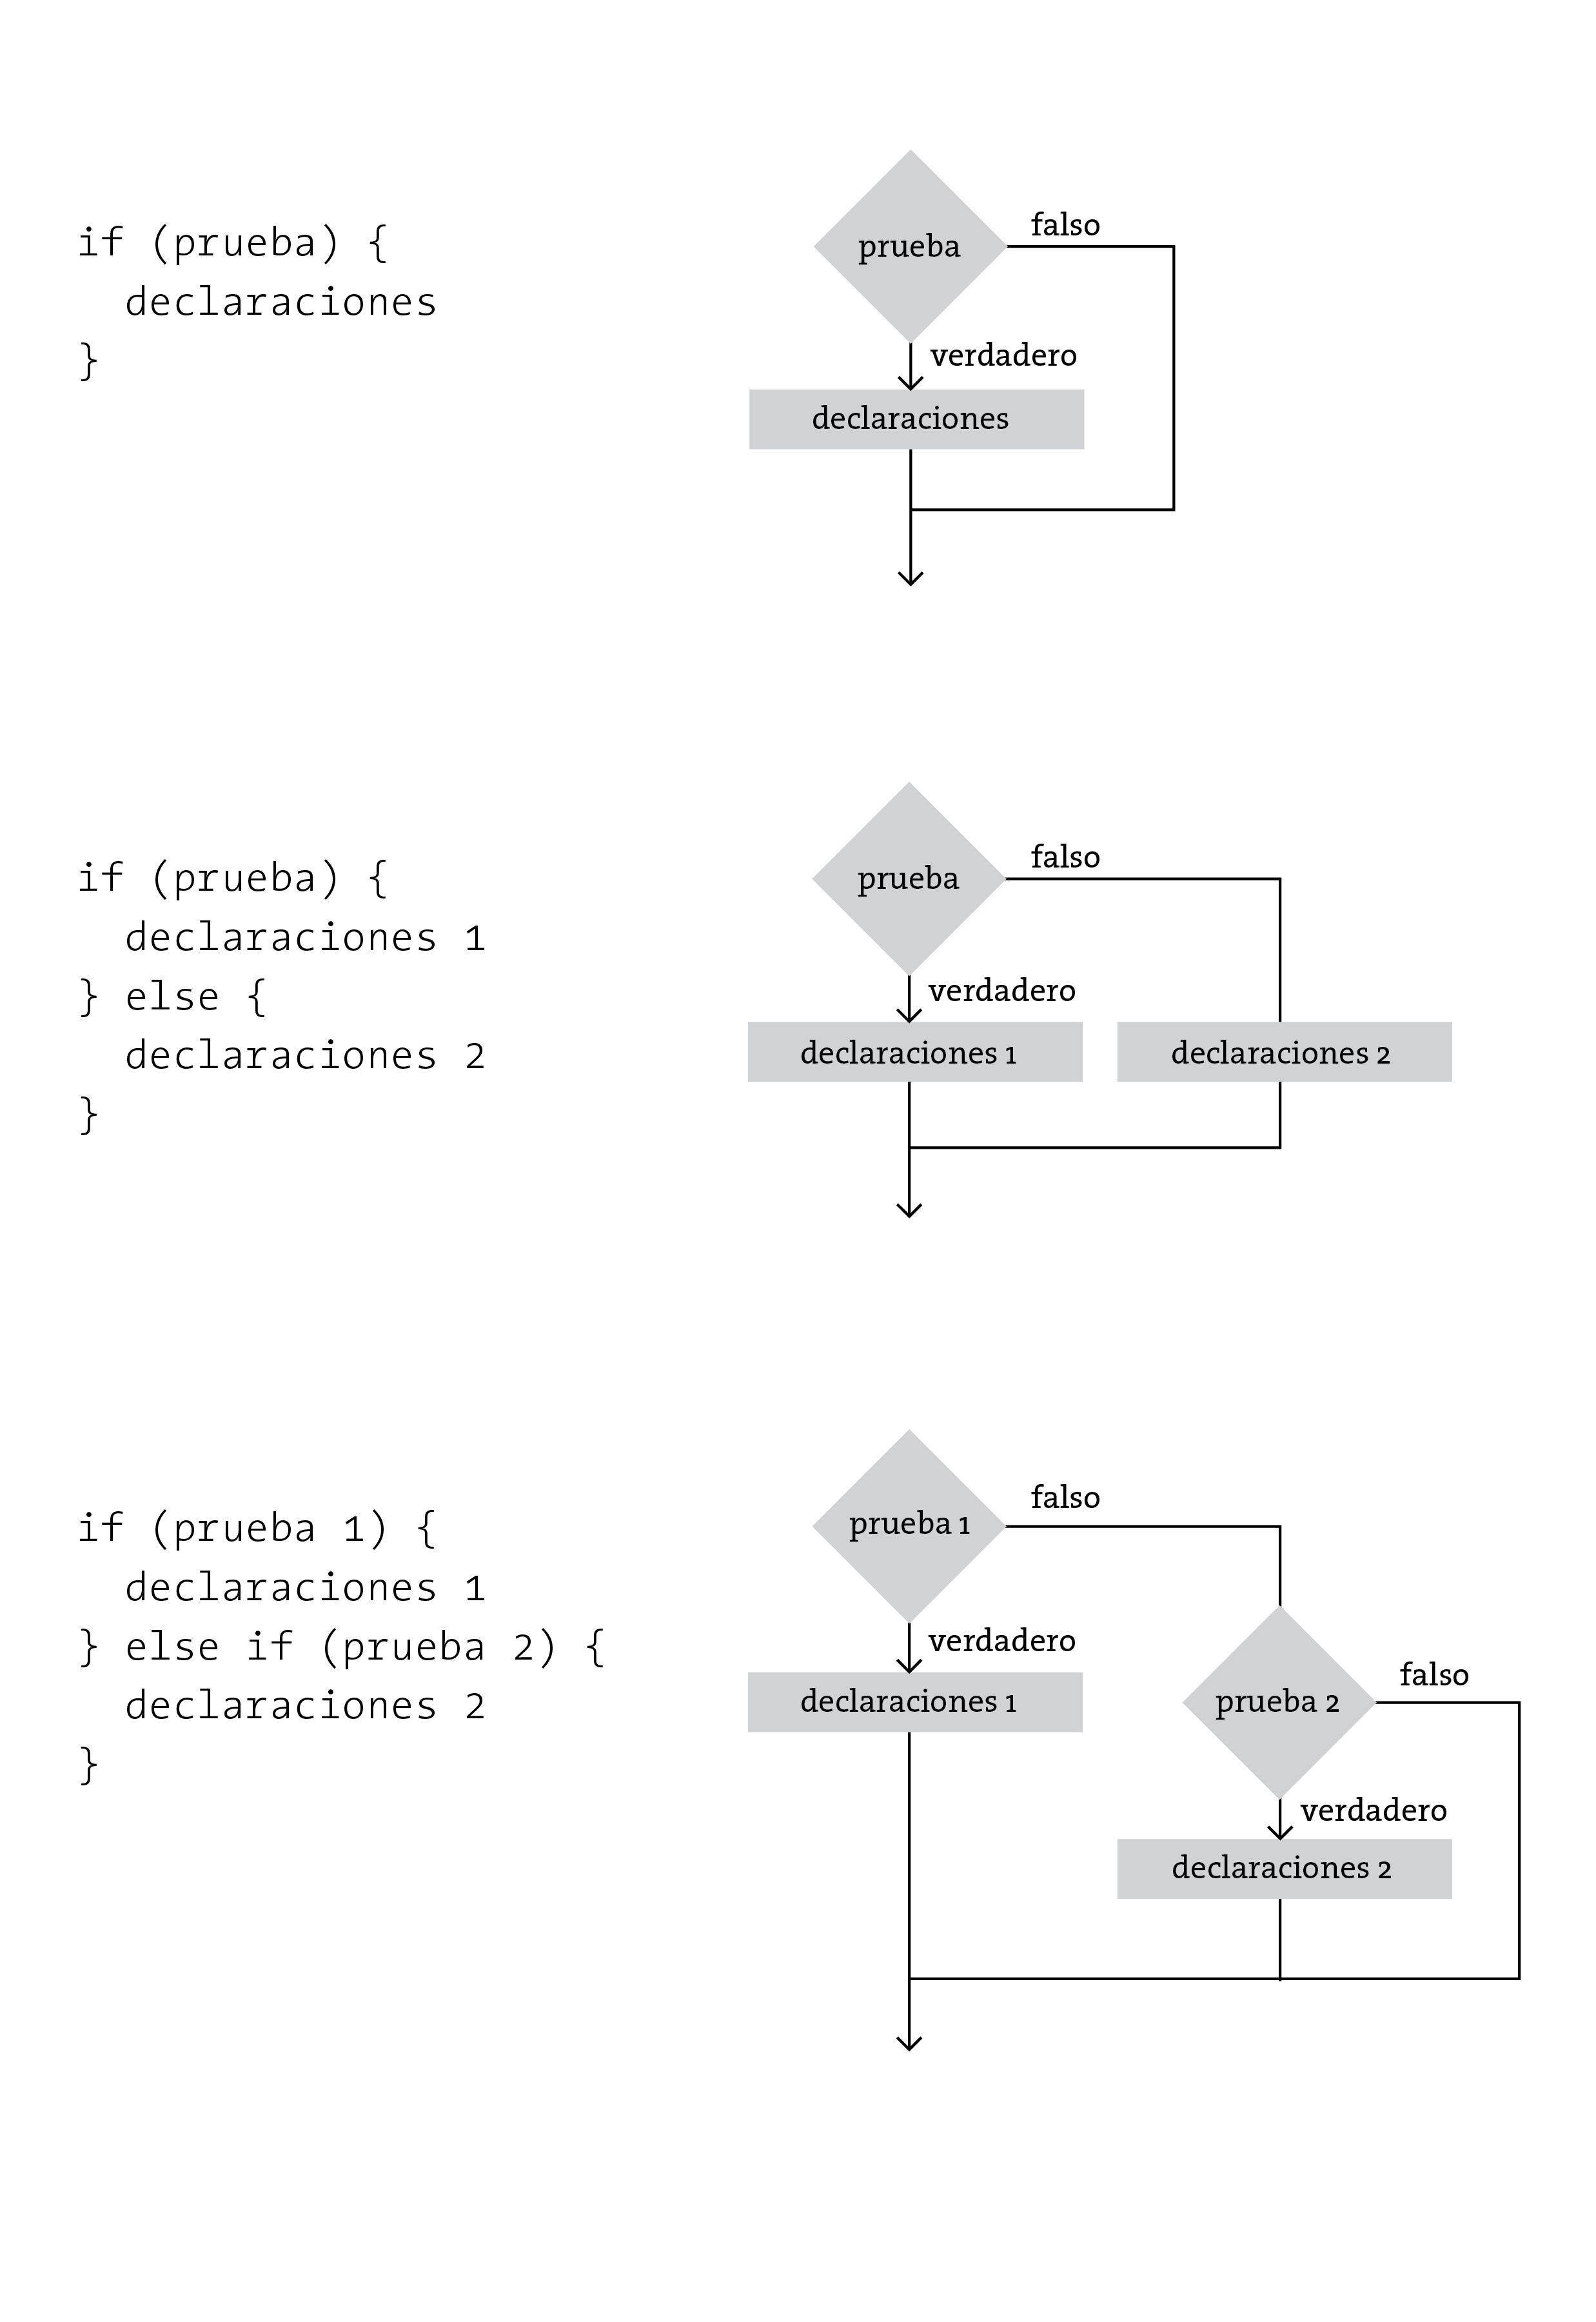 if (prueba) {
  declaraciones
}
prueba
falso
verdadero
declaraciones
if (prueba) {
  declaraciones 1
} else {
  declaraciones 2
}
prueba
falso
verdadero
declaraciones 1
declaraciones 2
if (prueba 1) {
  declaraciones 1
} else if (prueba 2) {
  declaraciones 2
}
prueba 1
falso
verdadero
declaraciones 1
prueba 2
falso
verdadero
declaraciones 2